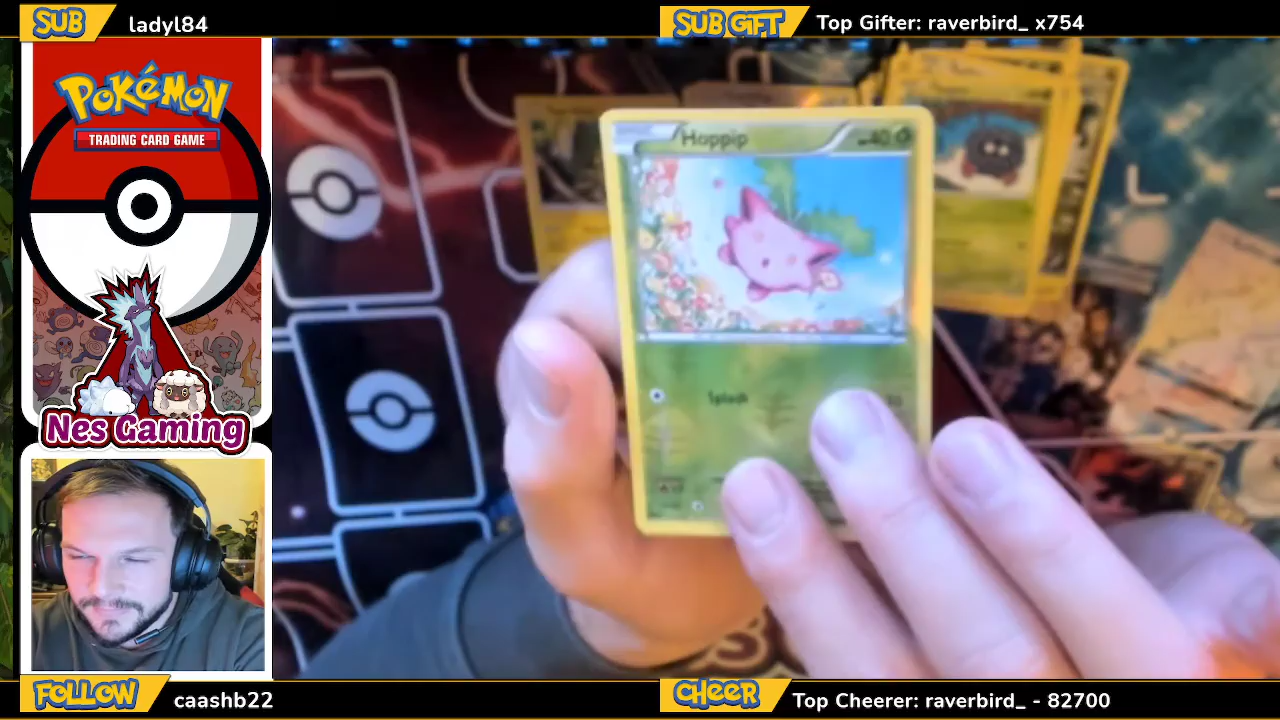 SUB
ladyl84
SUB GIFT
Top Gifter: raverbird_ x754
POKéMON
TRADING CARD GAME
Hoppip
40
Splash
Nes Gaming
FOLLOW
caashb22
CHEER
Top Cheerer: raverbird_ - 82700